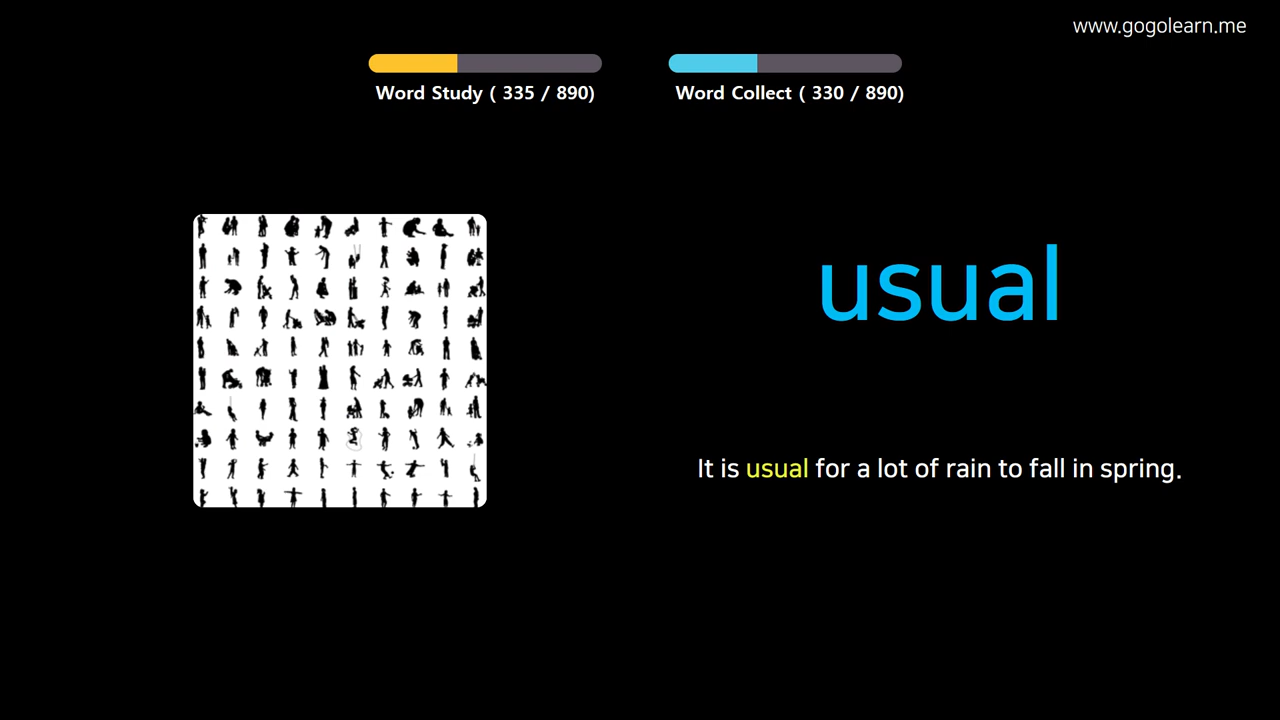 www.gogolearn.me
Word Study ( 335 / 890)
Word Collect ( 330 / 890)
usual
It is usual for a lot of rain to fall in spring.